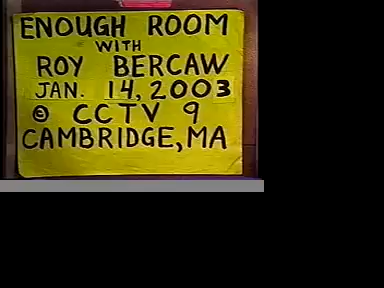 ENOUGH ROOM
WITH
ROY BERCAW
JAN. 14, 2003
© CCTV 9
CAMBRIDGE, MA